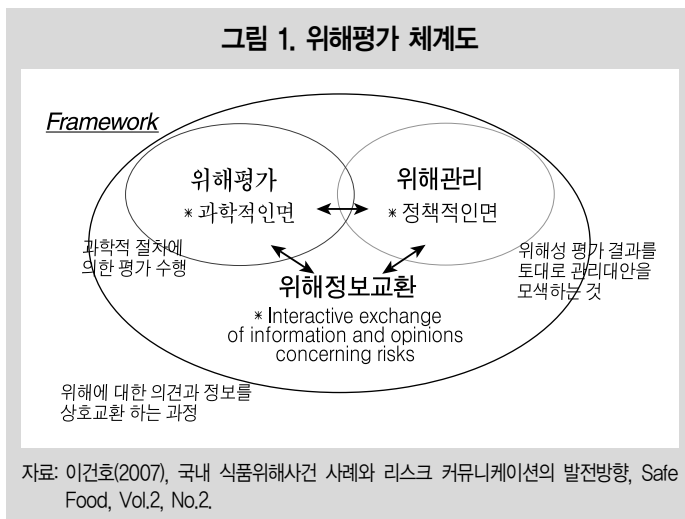 그림 1. 위해평가 체계도
Framework
위해평가
* 과학적인면
위해관리
* 정책적인면
과학적 절차에
의한 평가 수행
위해성 평가 결과를
토대로 관리대안을
모색하는 것
위해정보교환
* Interactive exchange
of information and opinions
concerning risks
위해에 대한 의견과 정보를
상호교환 하는 과정
자료: 이건호(2007), 국내 식품위해사건 사례와 리스크 커뮤니케이션의 발전방향, Safe
Food, Vol.2, No.2.